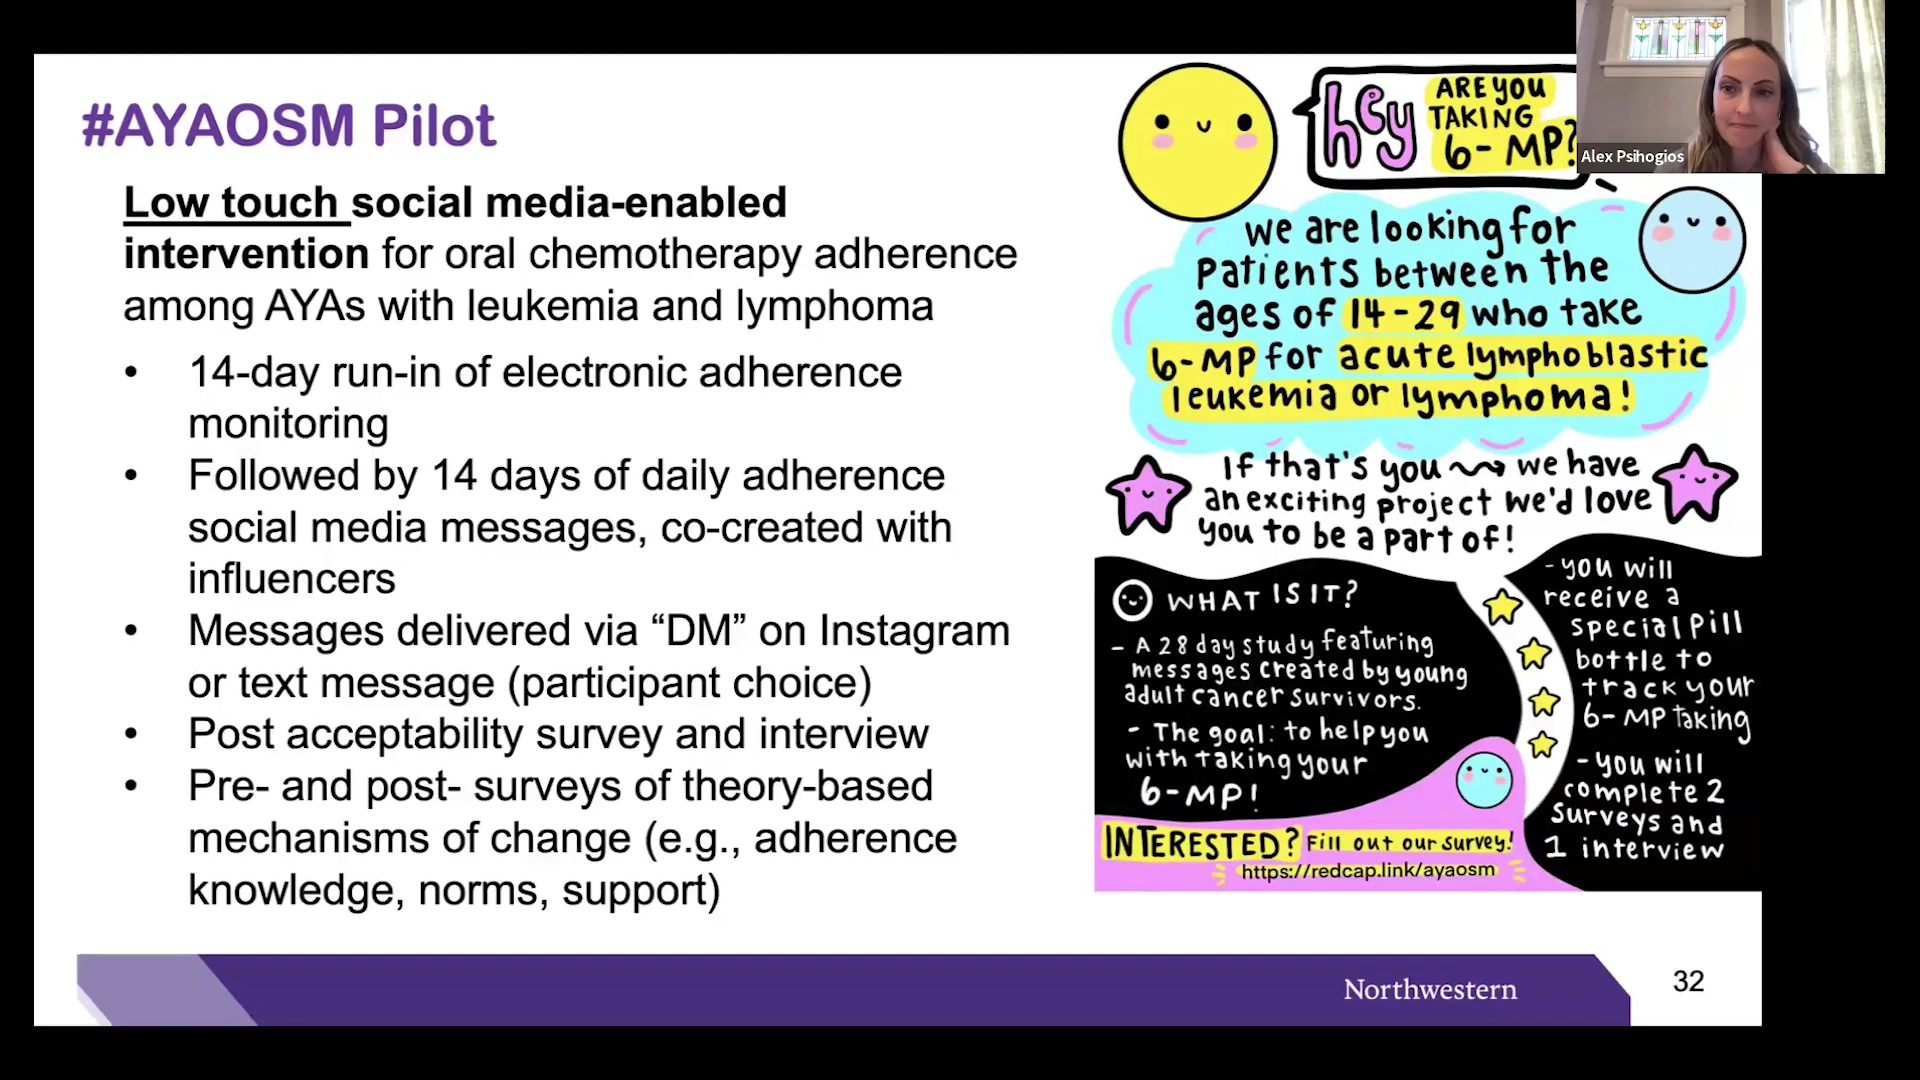 #AYAOSM Pilot
Low touch social media-enabled
intervention for oral chemotherapy adherence
among AYAs with leukemia and lymphoma
• 14-day run-in of electronic adherence
monitoring
• Followed by 14 days of daily adherence
social media messages, co-created with
influencers
• Messages delivered via “DM” on Instagram
or text message (participant choice)
• Post acceptability survey and interview
• Pre- and post- surveys of theory-based
mechanisms of change (e.g., adherence
knowledge, norms, support)
hey
ARE YOU
TAKING
6-MP?
we are looking for
Patients between the
ages of 14-29 who take
6-MP for acute lymphoblastic
leukemia or lymphoma!
If that's you we have
an exciting project we'd love
you to be a part of!
WHAT IS IT?
- A 28 day study featuring
messages created by young
adult cancer survivors.
- The goal: to help you
with taking your
6-MP!
- you will
receive a
special pill
bottle to
track your
6-MP taking
- you will
complete 2
surveys and
1 interview
INTERESTED? Fill out our survey!
https://redcap.link/ayaosm
Alex Psihogios
Northwestern
32